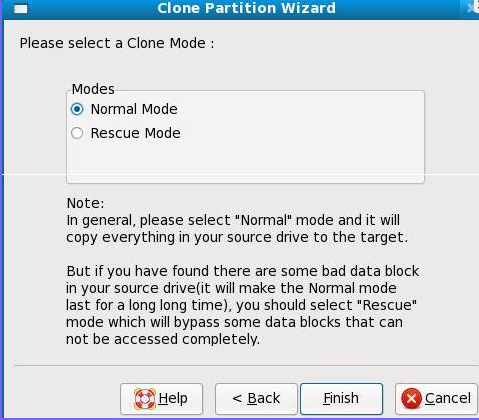 Clone Partition Wizard
Please select a Clone Mode :
Modes
Normal Mode
Rescue Mode
Note:
In general, please select "Normal" mode and it will
copy everything in your source drive to the target.
But if you have found there are some bad data block
in your source drive(it will make the Normal mode
last for a long long time), you should select "Rescue"
mode which will bypass some data blocks that can
not be accessed completely.
Help < Back Finish Cancel